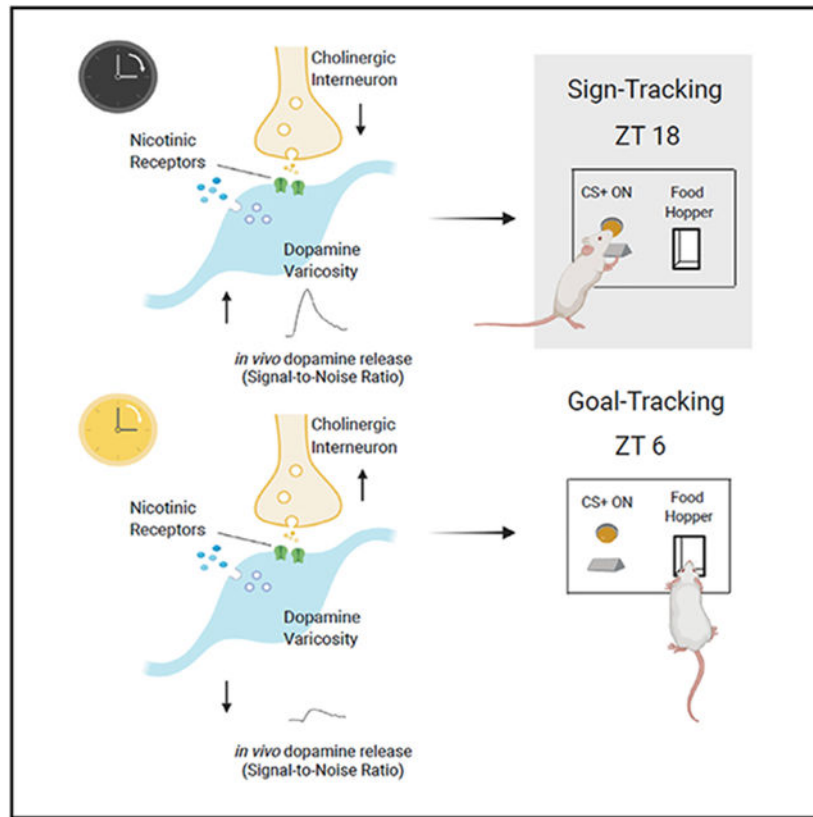 Cholinergic
Interneuron
Nicotinic
Receptors
Dopamine
Varicosity
in vivo dopamine release
(Signal-to-Noise Ratio)
Sign-Tracking
ZT 18
CS+ ON
Food
Hopper
Cholinergic
Interneuron
Nicotinic
Receptors
Dopamine
Varicosity
in vivo dopamine release
(Signal-to-Noise Ratio)
Goal-Tracking
ZT 6
CS+ ON
Food
Hopper